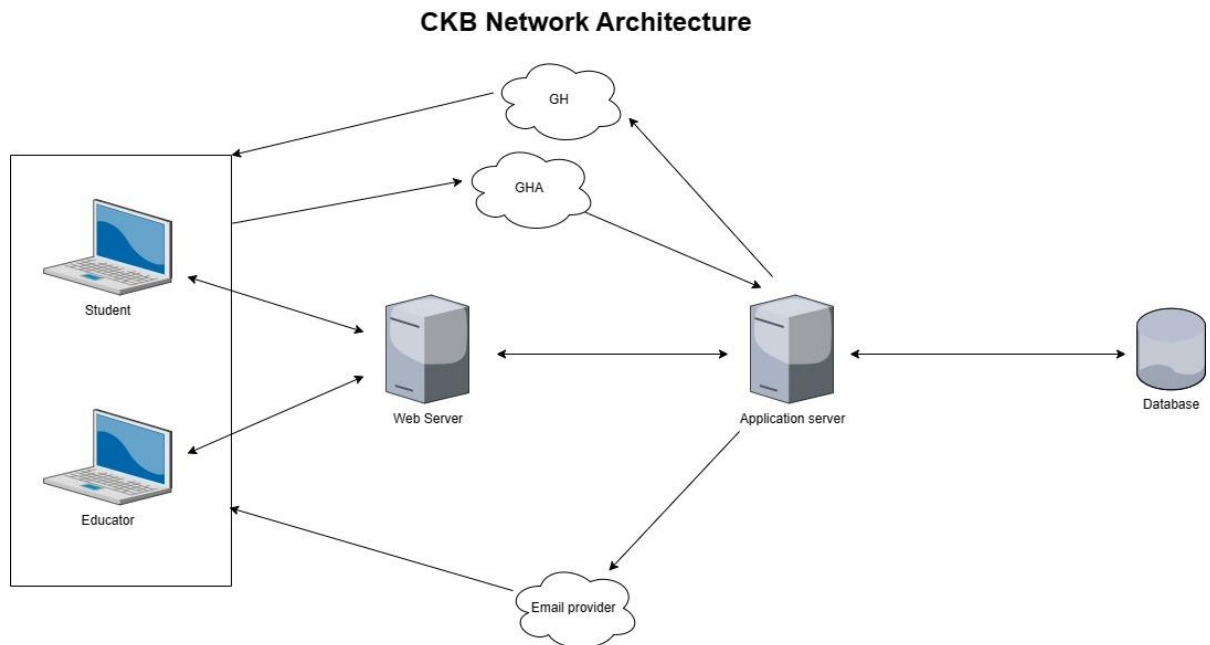 CKB Network Architecture
GH
GHA
Student
Web Server
Application server
Database
Educator
Email provider